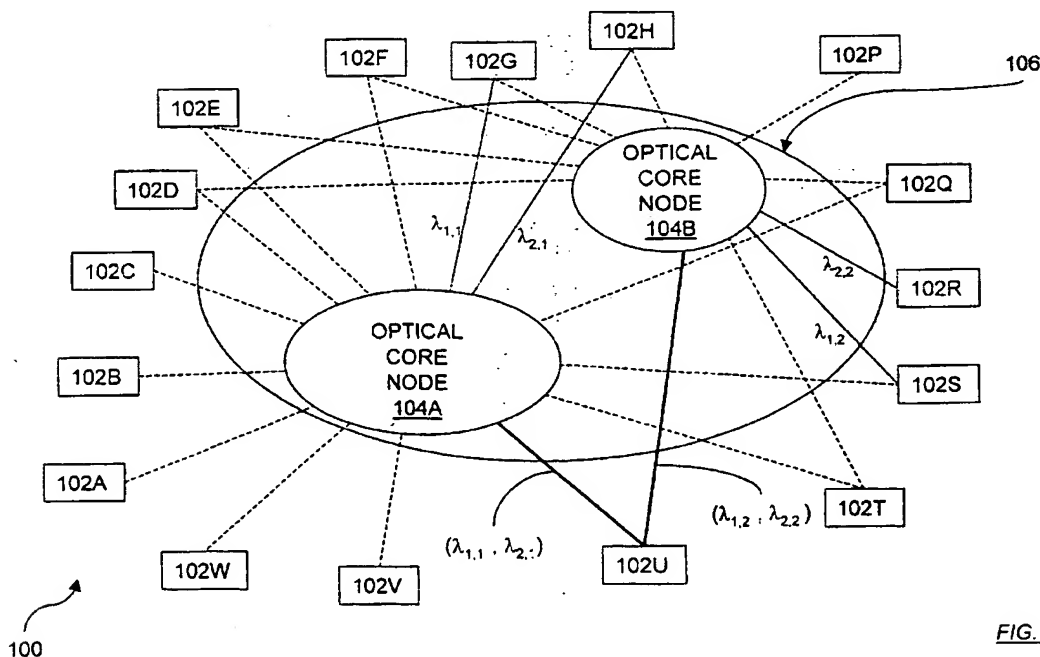 102H
102F
102G
102P
106
102E
OPTICAL
CORE
NODE
104B
102D
102Q
λ1,1
λ2,1
102C
λ2,2
102R
OPTICAL
CORE
NODE
104A
λ1,2
102B
102S
102A
102T
(λ1,1 , λ2,:)
(λ1,2 , λ2,2)
102W
102V
102U
100
FIG.